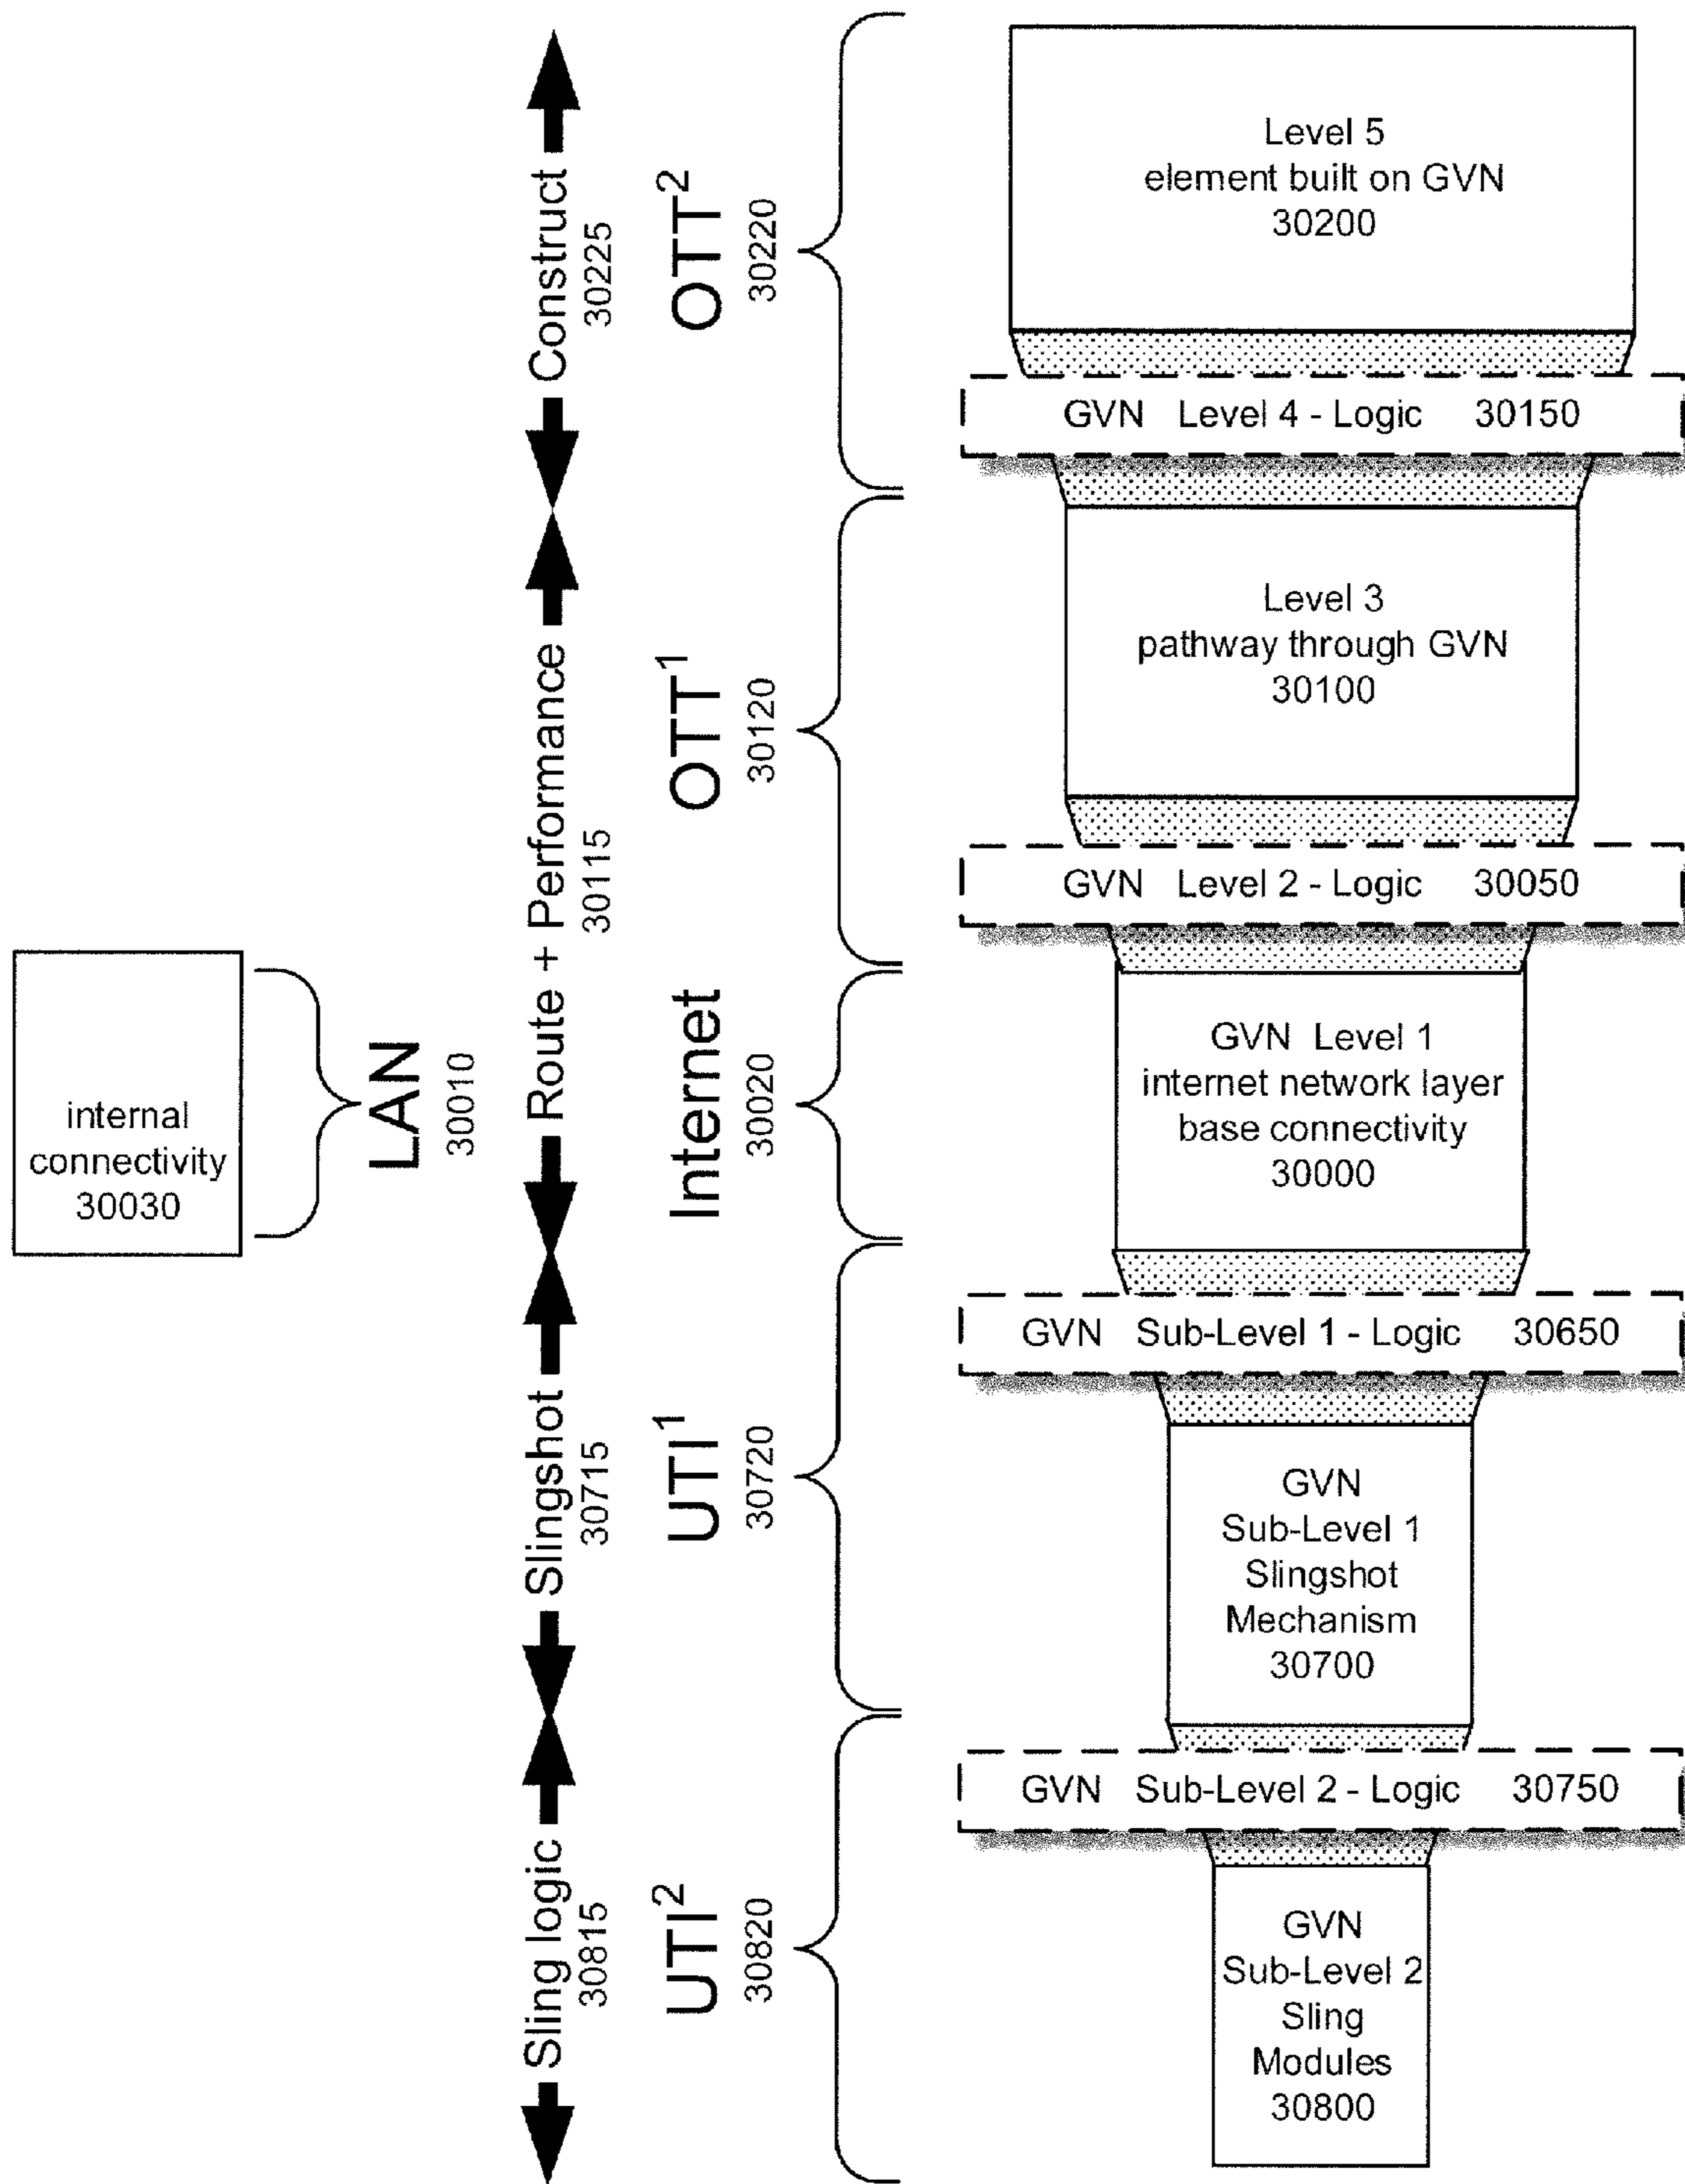 internal
connectivity
30030
LAN
30010
Construct
30225
Route + Performance
30115
Slingshot
30715
Sling logic
30815
OTT²
30220
OTT¹
30120
Internet
30020
UTI¹
30720
UTI²
30820
Level 5
element built on GVN
30200
GVN Level 4 - Logic 30150
Level 3
pathway through GVN
30100
GVN Level 2 - Logic 30050
GVN Level 1
internet network layer
base connectivity
30000
GVN Sub-Level 1 - Logic 30650
GVN
Sub-Level 1
Slingshot
Mechanism
30700
GVN Sub-Level 2 - Logic 30750
GVN
Sub-Level 2
Sling
Modules
30800